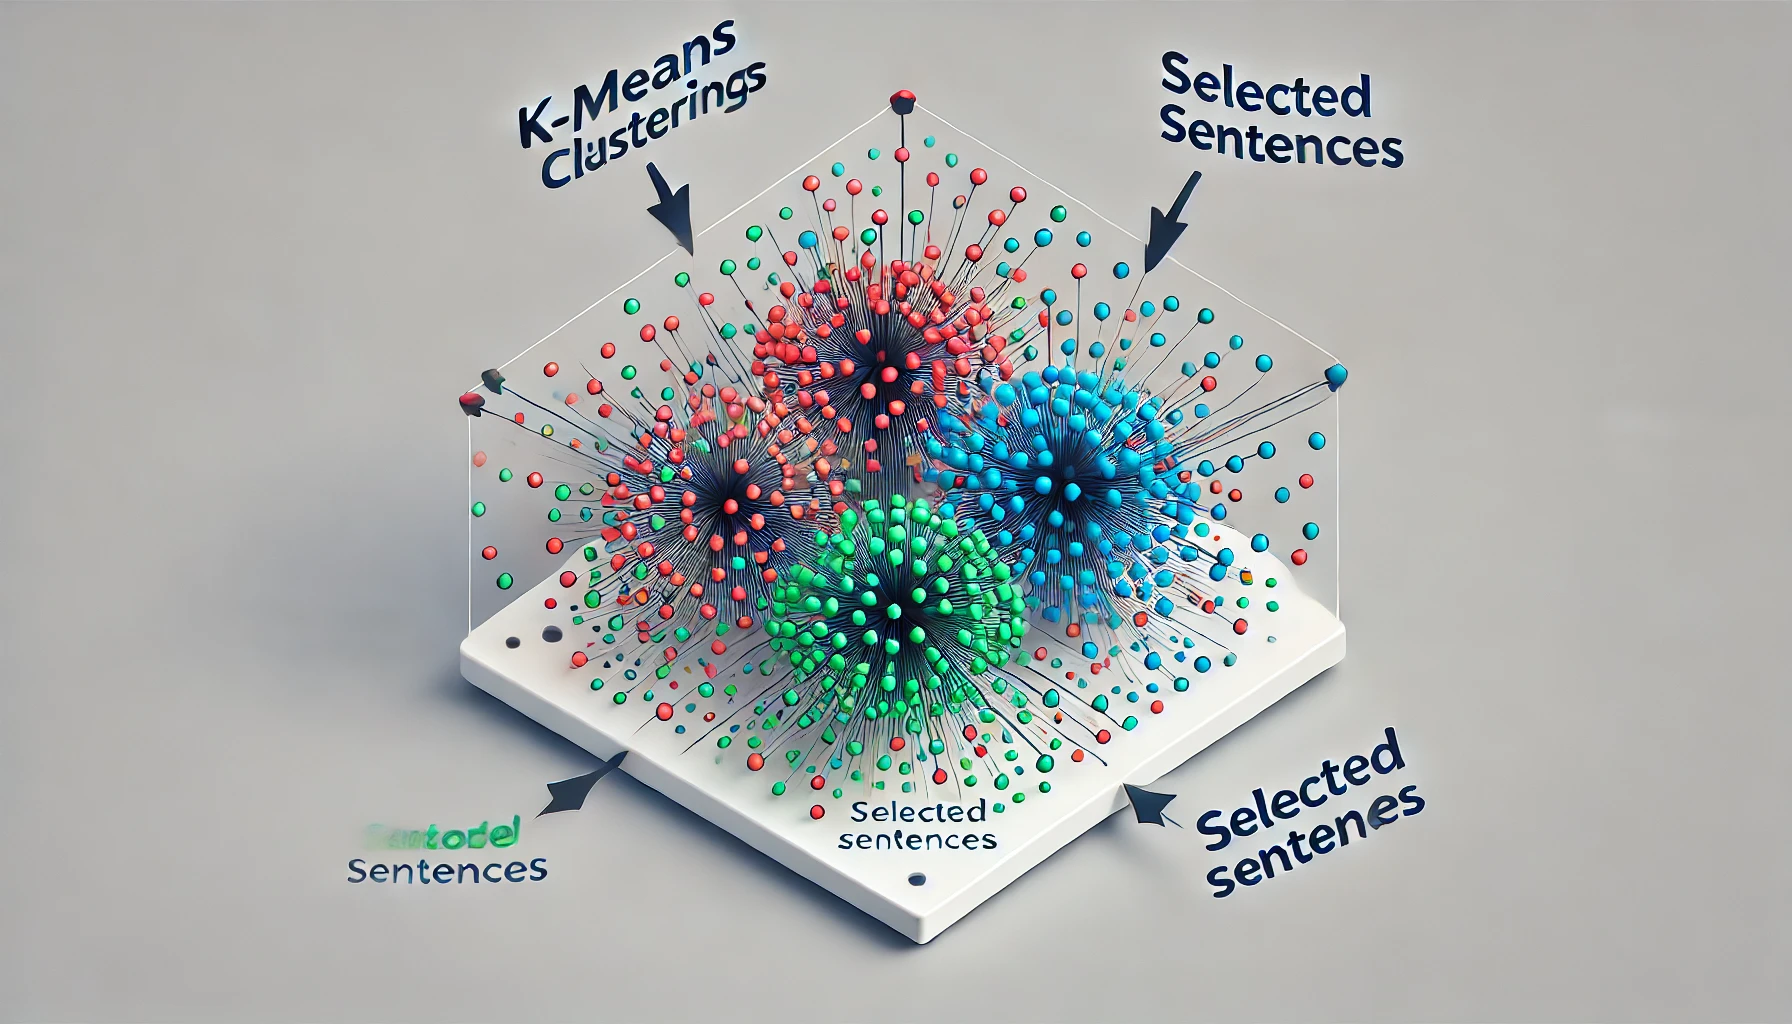 K-Means
Clusterings
Selected
Sentences
Selected
sentences
Sentences
Selected
sentenes